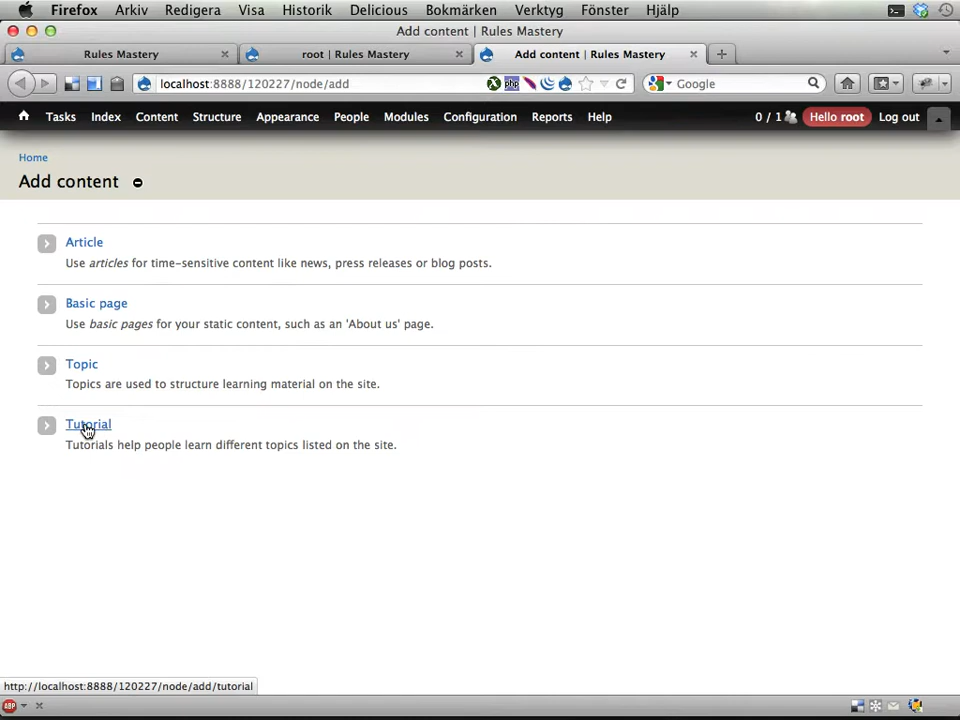 Firefox Arkiv Redigera Visa Historik Delicious Bokmärken Verktyg Fönster Hjälp
Add content | Rules Mastery
Rules Mastery root | Rules Mastery Add content | Rules Mastery
localhost:8888/120227/node/add php Google
Tasks Index Content Structure Appearance People Modules Configuration Reports Help 0 / 1 Hello root Log out
Home
Add content
Article
Use articles for time-sensitive content like news, press releases or blog posts.
Basic page
Use basic pages for your static content, such as an 'About us' page.
Topic
Topics are used to structure learning material on the site.
Tutorial
Tutorials help people learn different topics listed on the site.
http://localhost:8888/120227/node/add/tutorial
ABP